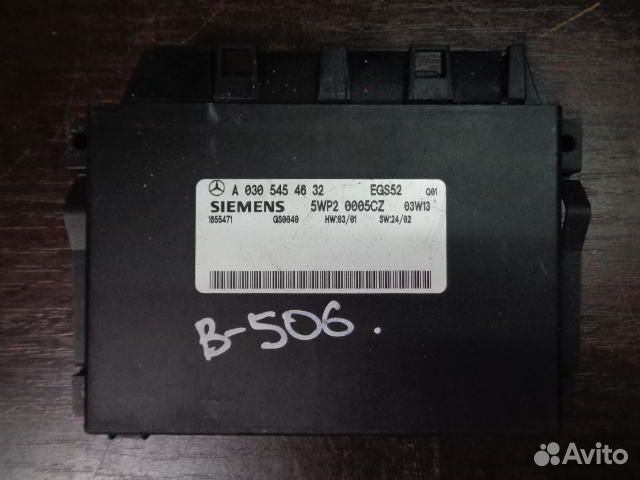 A 030 545 46 32 EGS52 Q01
SIEMENS 5WP2 0005CZ 03W13
1655471 GS0040 HW:03/01 SW:24/02
B-506.
Avito